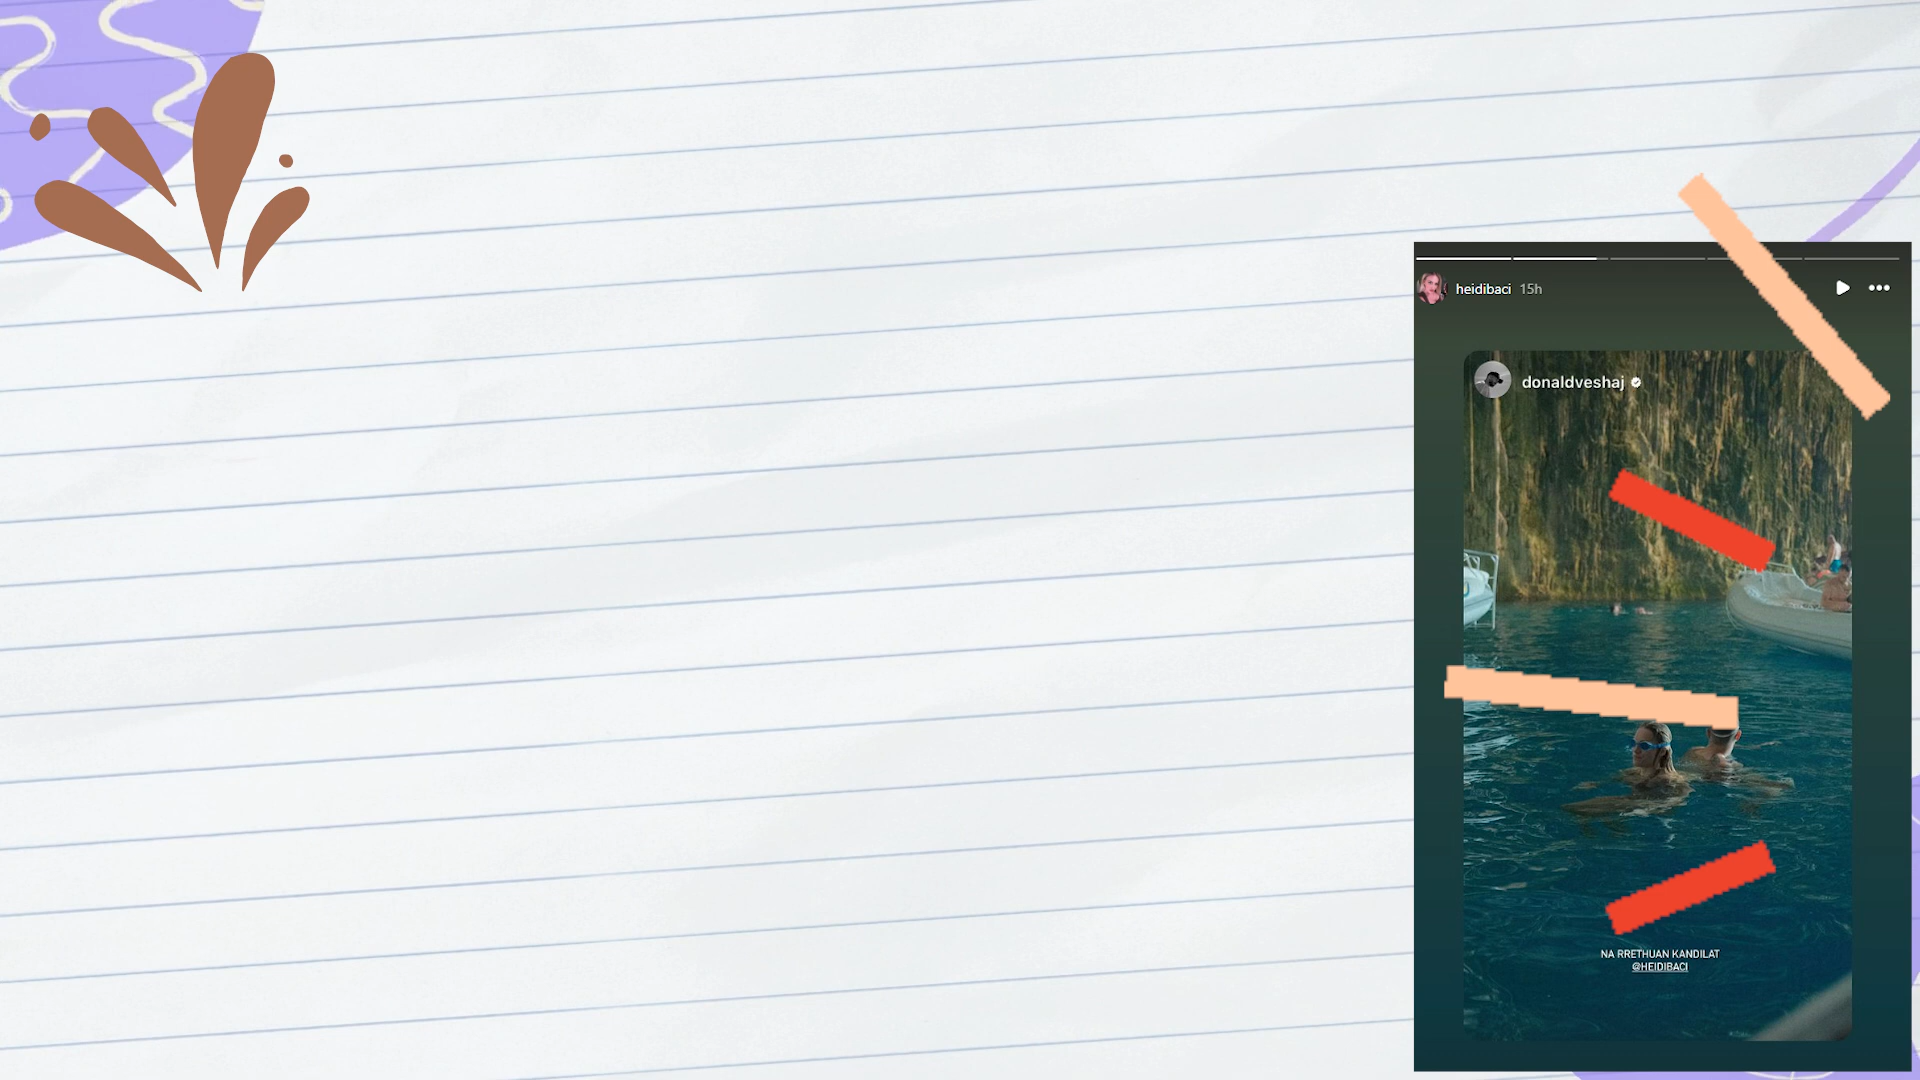 heidibaci 15h
donaldveshaj
NA RRETHUAN KANDILAT
@HEIDIBACI